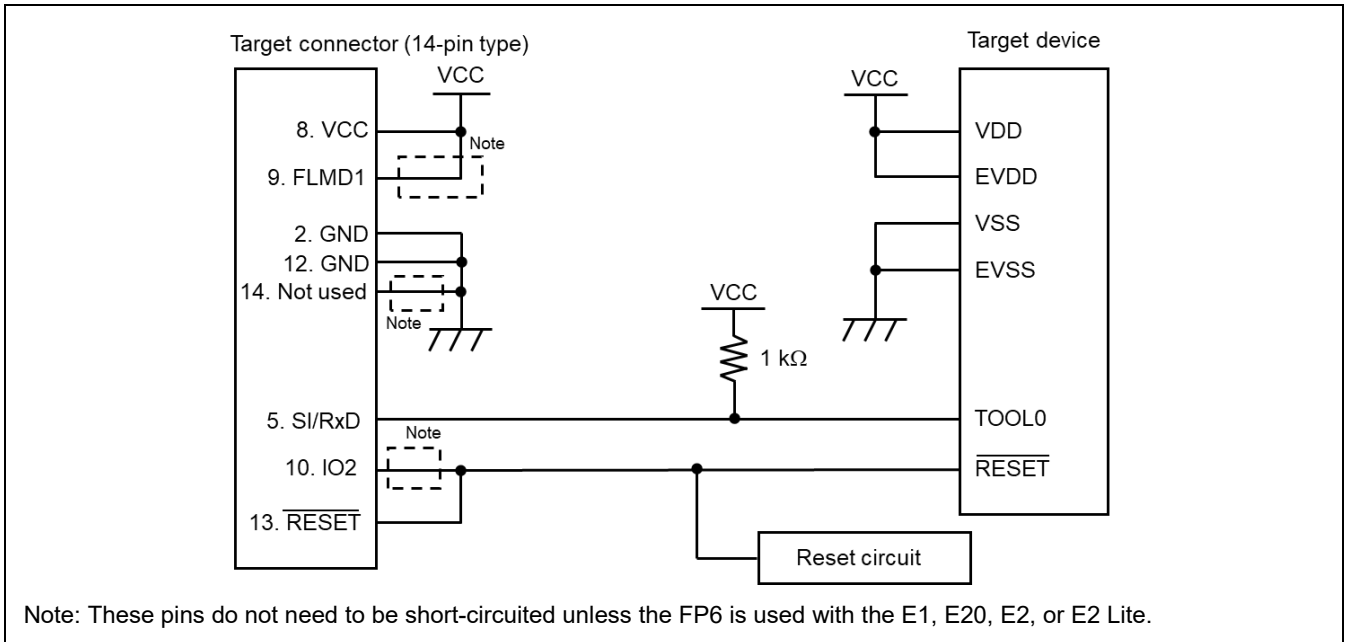 Target connector (14-pin type)
Target device
VCC
VCC
8. VCC
Note
9. FLMD1
2. GND
12. GND
14. Not used
Note
VDD
EVDD
VSS
EVSS
VCC
1 kΩ
5. SI/RxD
Note
10. IO2
13. RESET
TOOL0
RESET
Reset circuit
Note: These pins do not need to be short-circuited unless the FP6 is used with the E1, E20, E2, or E2 Lite.